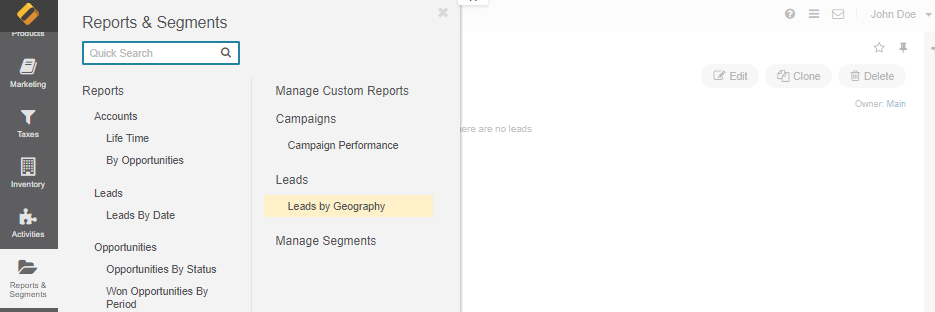 Products
Marketing
Taxes
Inventory
Activities
Reports &
Segments
Reports & Segments
Quick Search
Reports
Accounts
Life Time
By Opportunities
Leads
Leads By Date
Opportunities
Opportunities By Status
Won Opportunities By
Period
Manage Custom Reports
Campaigns
Campaign Performance
Leads
Leads by Geography
Manage Segments
John Doe
Edit
Clone
Delete
Owner: Main
are no leads